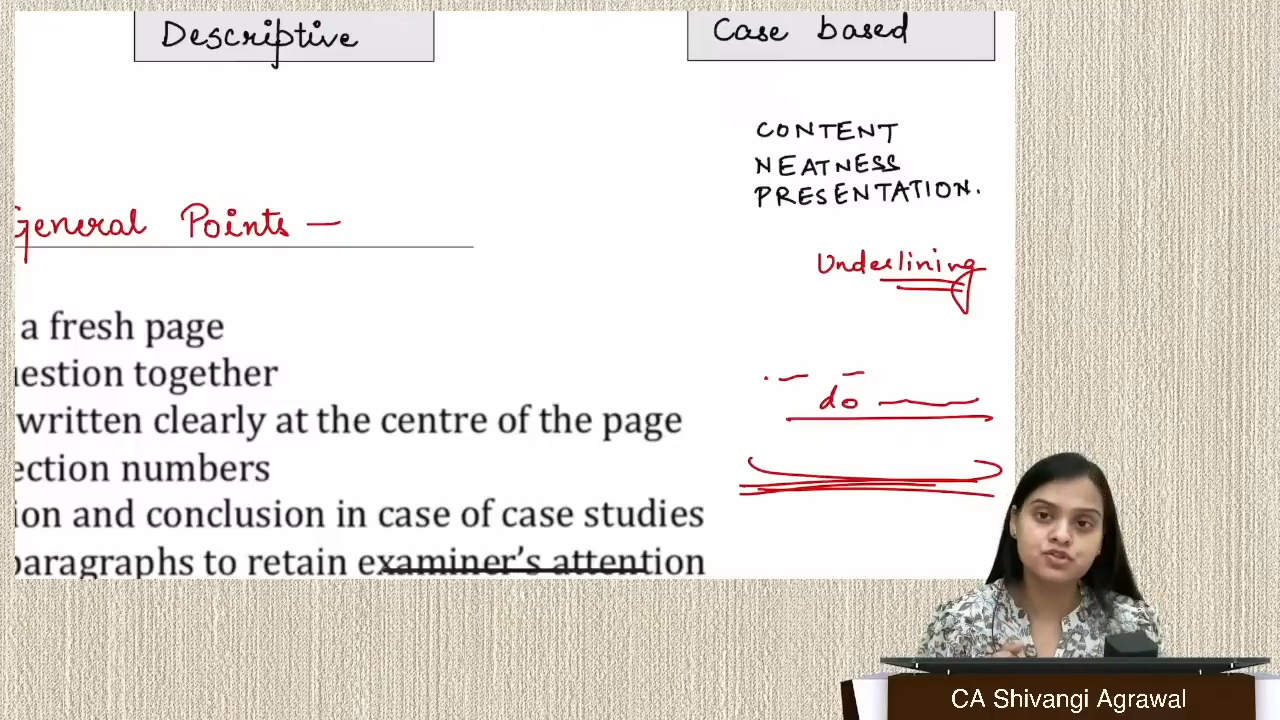 Descriptive
Case based
CONTENT
NEATNESS
PRESENTATION.
General Points —
Underlining
a fresh page
uestion together
do
written clearly at the centre of the page
ection numbers
ion and conclusion in case of case studies
paragraphs to retain examiner's attention
CA Shivangi Agrawal